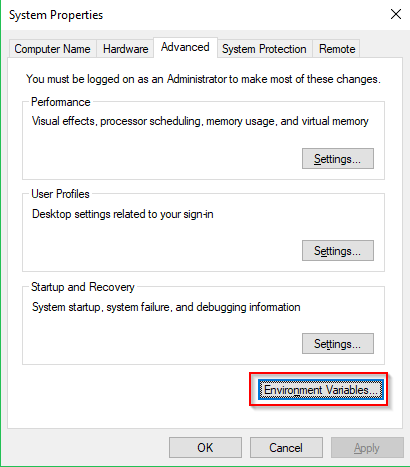 System Properties
Computer Name Hardware Advanced System Protection Remote
You must be logged on as an Administrator to make most of these changes.
Performance
Visual effects, processor scheduling, memory usage, and virtual memory
Settings...
User Profiles
Desktop settings related to your sign-in
Settings...
Startup and Recovery
System startup, system failure, and debugging information
Settings...
Environment Variables...
OK Cancel Apply